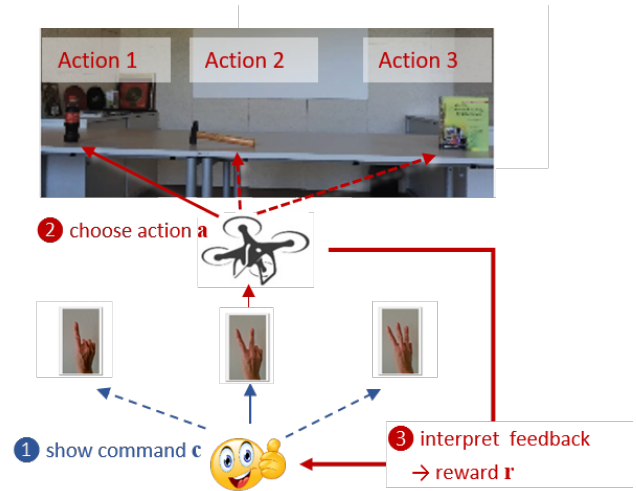 Action 1
Action 2
Action 3
2 choose action a
1 show command c
3 interpret feedback
→ reward r